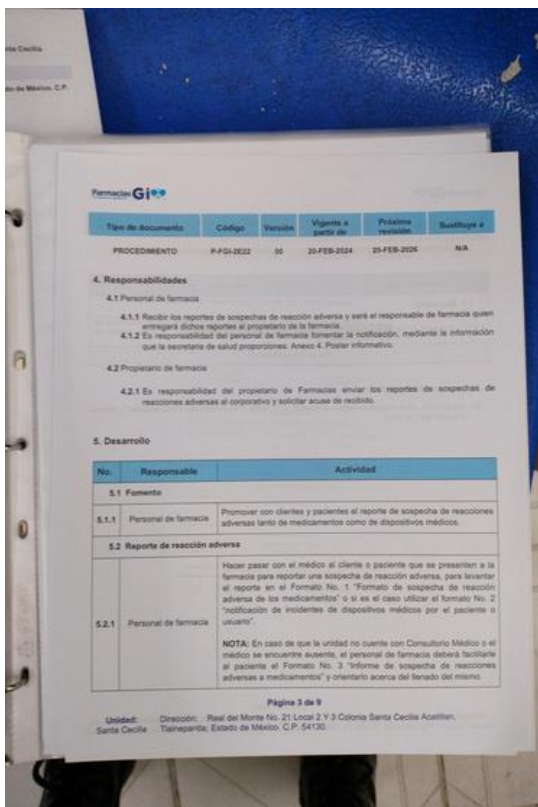 nta Cecilia
do de México, C.P.
Farmacias Gi
Tipo de documento Código Versión Vigente a partir de Próxima revisión Sustituye a
PROCEDIMIENTO P-FGI-2E22 00 20-FEB-2024 20-FEB-2026 N/A
4. Responsabilidades
4.1 Personal de farmacia
4.1.1 Recibir los reportes de sospechas de reacción adversa y será el responsable de farmacia quien
entregará dichos reportes al propietario de la farmacia.
4.1.2 Es responsabilidad del personal de farmacia fomentar la notificación, mediante la información
que la secretaria de salud proporciones. Anexo 4. Poster informativo.
4.2 Propietario de farmacia
4.2.1 Es responsabilidad del propietario de Farmacias enviar los reportes de sospechas de
reacciones adversas al corporativo y solicitar acuse de recibido.
5. Desarrollo
No. Responsable Actividad
5.1 Fomento
5.1.1 Personal de farmacia Promover con clientes y pacientes el reporte de sospecha de reacciones
adversas tanto de medicamentos como de dispositivos médicos.
5.2 Reporte de reacción adversa
5.2.1 Personal de farmacia
Hacer pasar con el médico al cliente o paciente que se presenten a la
farmacia para reportar una sospecha de reacción adversa, para levantar
el reporte en el Formato No. 1 "Formato de sospecha de reacción
adversa de los medicamentos" o si es el caso utilizar el formato No. 2
"notificación de incidentes de dispositivos médicos por el paciente o
usuario".
NOTA: En caso de que la unidad no cuente con Consultorio Médico o el
médico se encuentre ausente, el personal de farmacia deberá facilitarle
al paciente el Formato No. 3 "Informe de sospecha de reacciones
adversas a medicamentos" y orientarlo acerca del llenado del mismo.
Página 3 de 9
Unidad: Dirección: Real del Monte No. 21 Local 2 Y 3 Colonia Santa Cecilia Acatitlan,
Santa Cecilia Tlalnepantla; Estado de México. C.P. 54130.